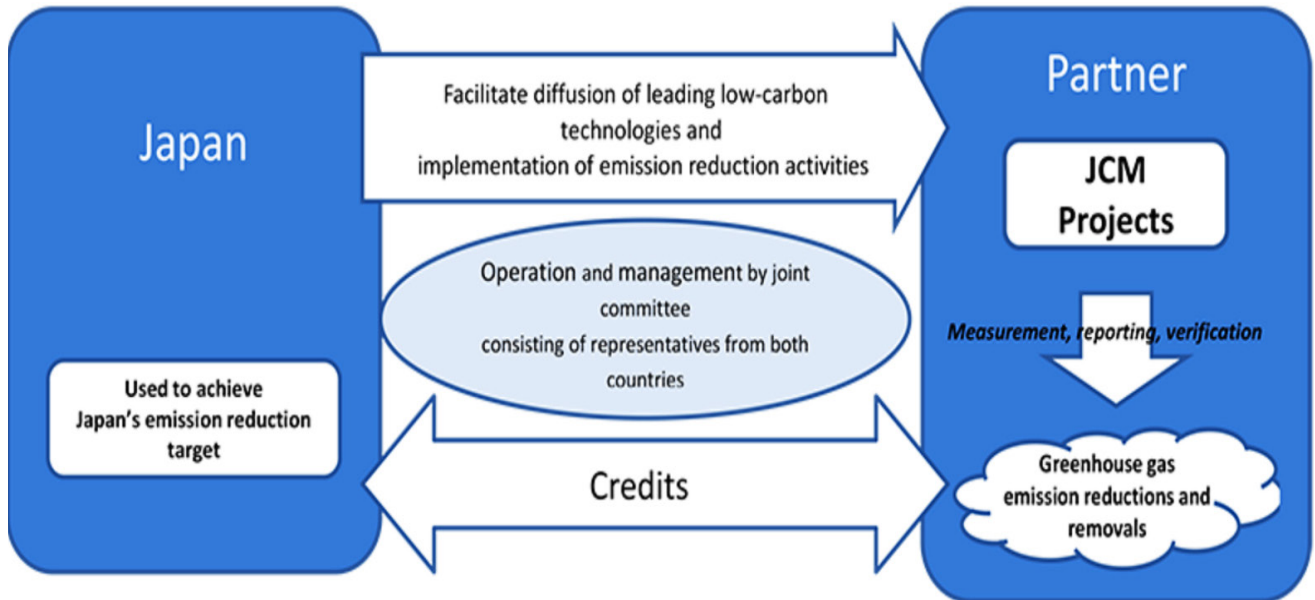 Japan
Used to achieve
Japan's emission reduction
target
Facilitate diffusion of leading low-carbon
technologies and
implementation of emission reduction activities
Operation and management by joint
committee
consisting of representatives from both
countries
Credits
Partner
JCM
Projects
Measurement, reporting, verification
Greenhouse gas
emission reductions and
removals